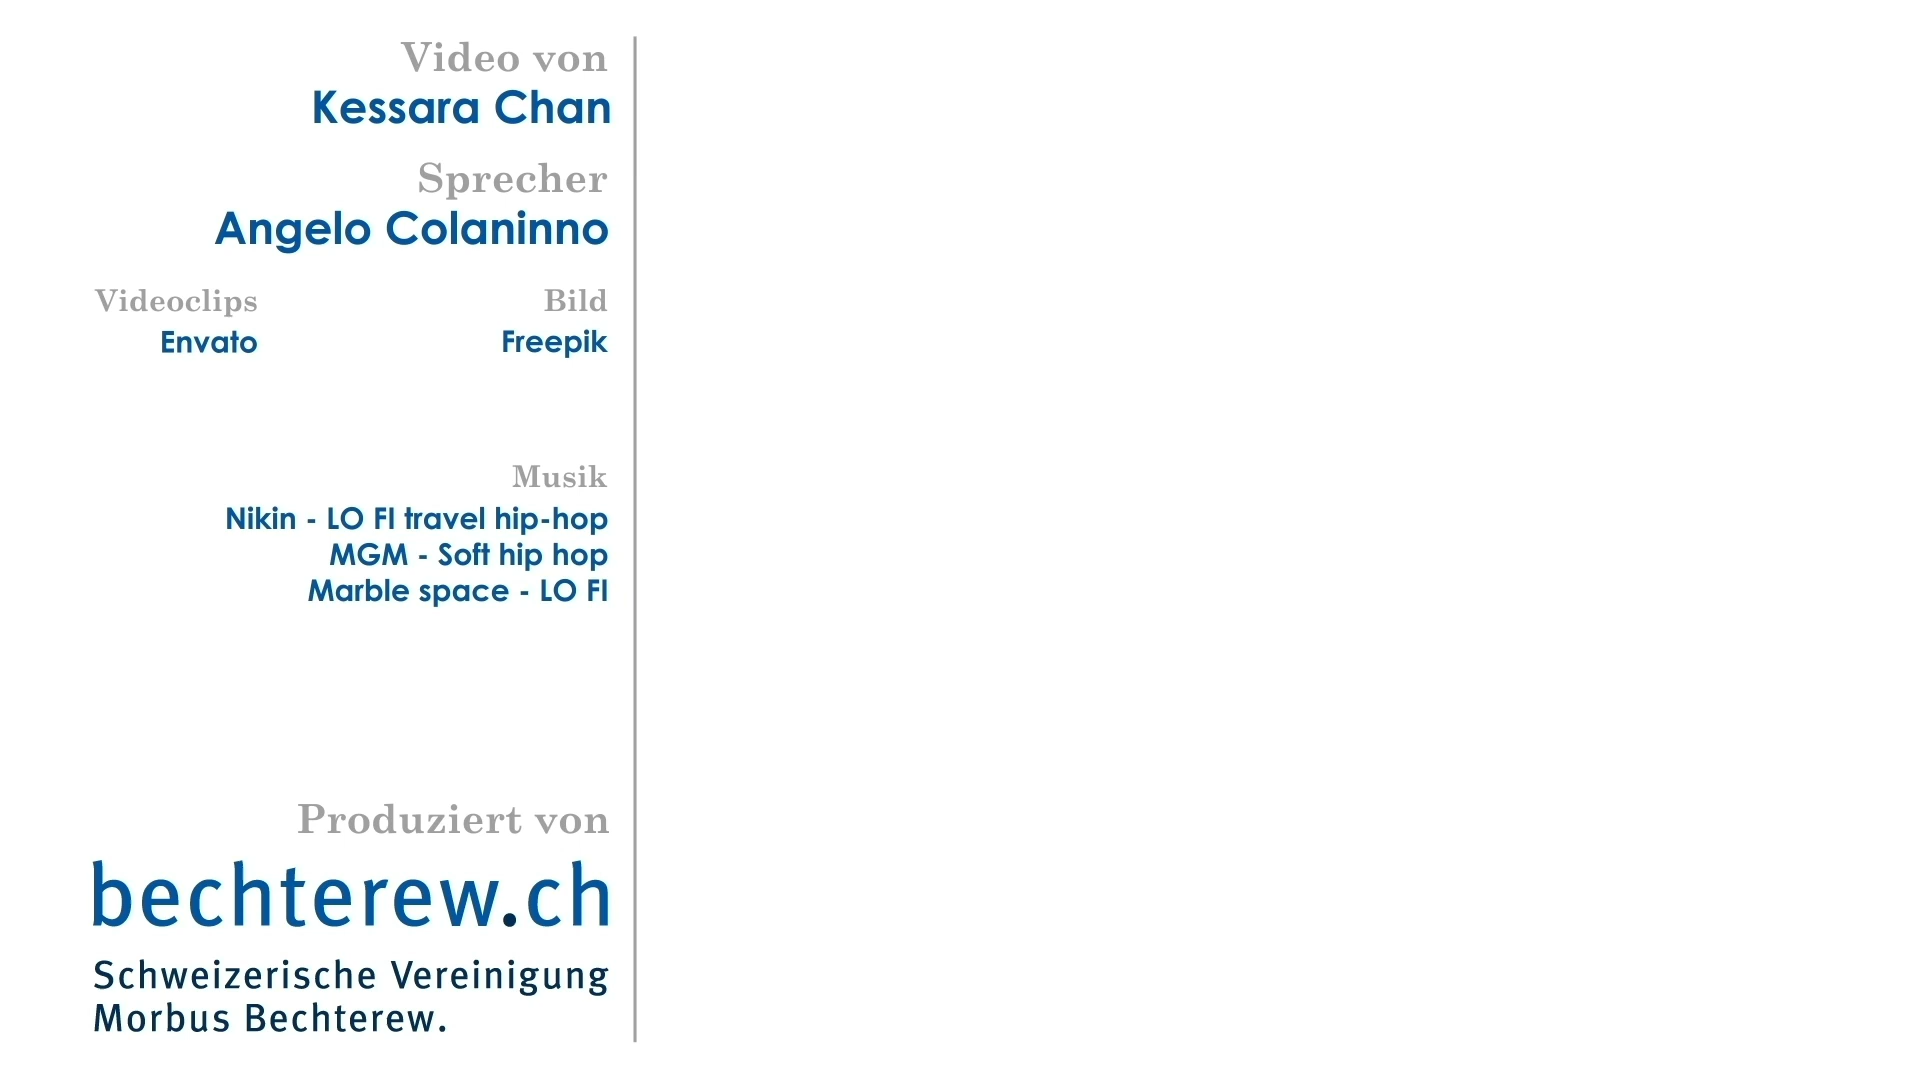 Video von
Kessara Chan
Sprecher
Angelo Colaninno
Videoclips
Envato
Bild
Freepik
Musik
Nikin - LO FI travel hip-hop
MGM - Soft hip hop
Marble space - LO FI
Produziert von
bechterew.ch
Schweizerische Vereinigung
Morbus Bechterew.